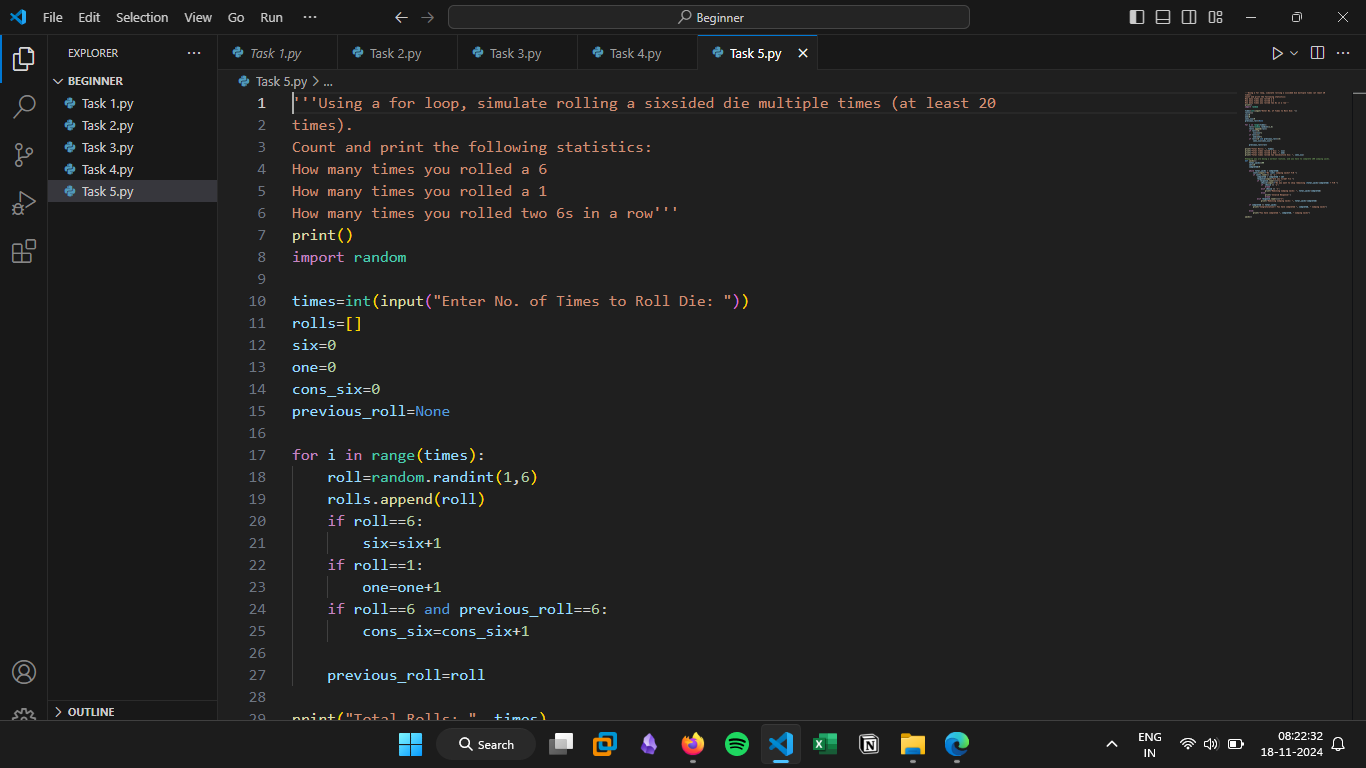 File Edit Selection View Go Run ···
Beginner
EXPLORER ···
BEGINNER
Task 1.py
Task 2.py
Task 3.py
Task 4.py
Task 5.py
OUTLINE
Task 1.py Task 2.py Task 3.py Task 4.py Task 5.py
Task 5.py > ...
1 '''Using a for loop, simulate rolling a sixsided die multiple times (at least 20
2 times).
3 Count and print the following statistics:
4 How many times you rolled a 6
5 How many times you rolled a 1
6 How many times you rolled two 6s in a row'''
7 print()
8 import random
9
10 times=int(input("Enter No. of Times to Roll Die: "))
11 rolls=[]
12 six=0
13 one=0
14 cons_six=0
15 previous_roll=None
16
17 for i in range(times):
18     roll=random.randint(1,6)
19     rolls.append(roll)
20     if roll==6:
21         six=six+1
22     if roll==1:
23         one=one+1
24     if roll==6 and previous_roll==6:
25         cons_six=cons_six+1
26
27     previous_roll=roll
28
29 print("Total Rolls: ", times)
Search
ENG
IN
08:22:32
18-11-2024